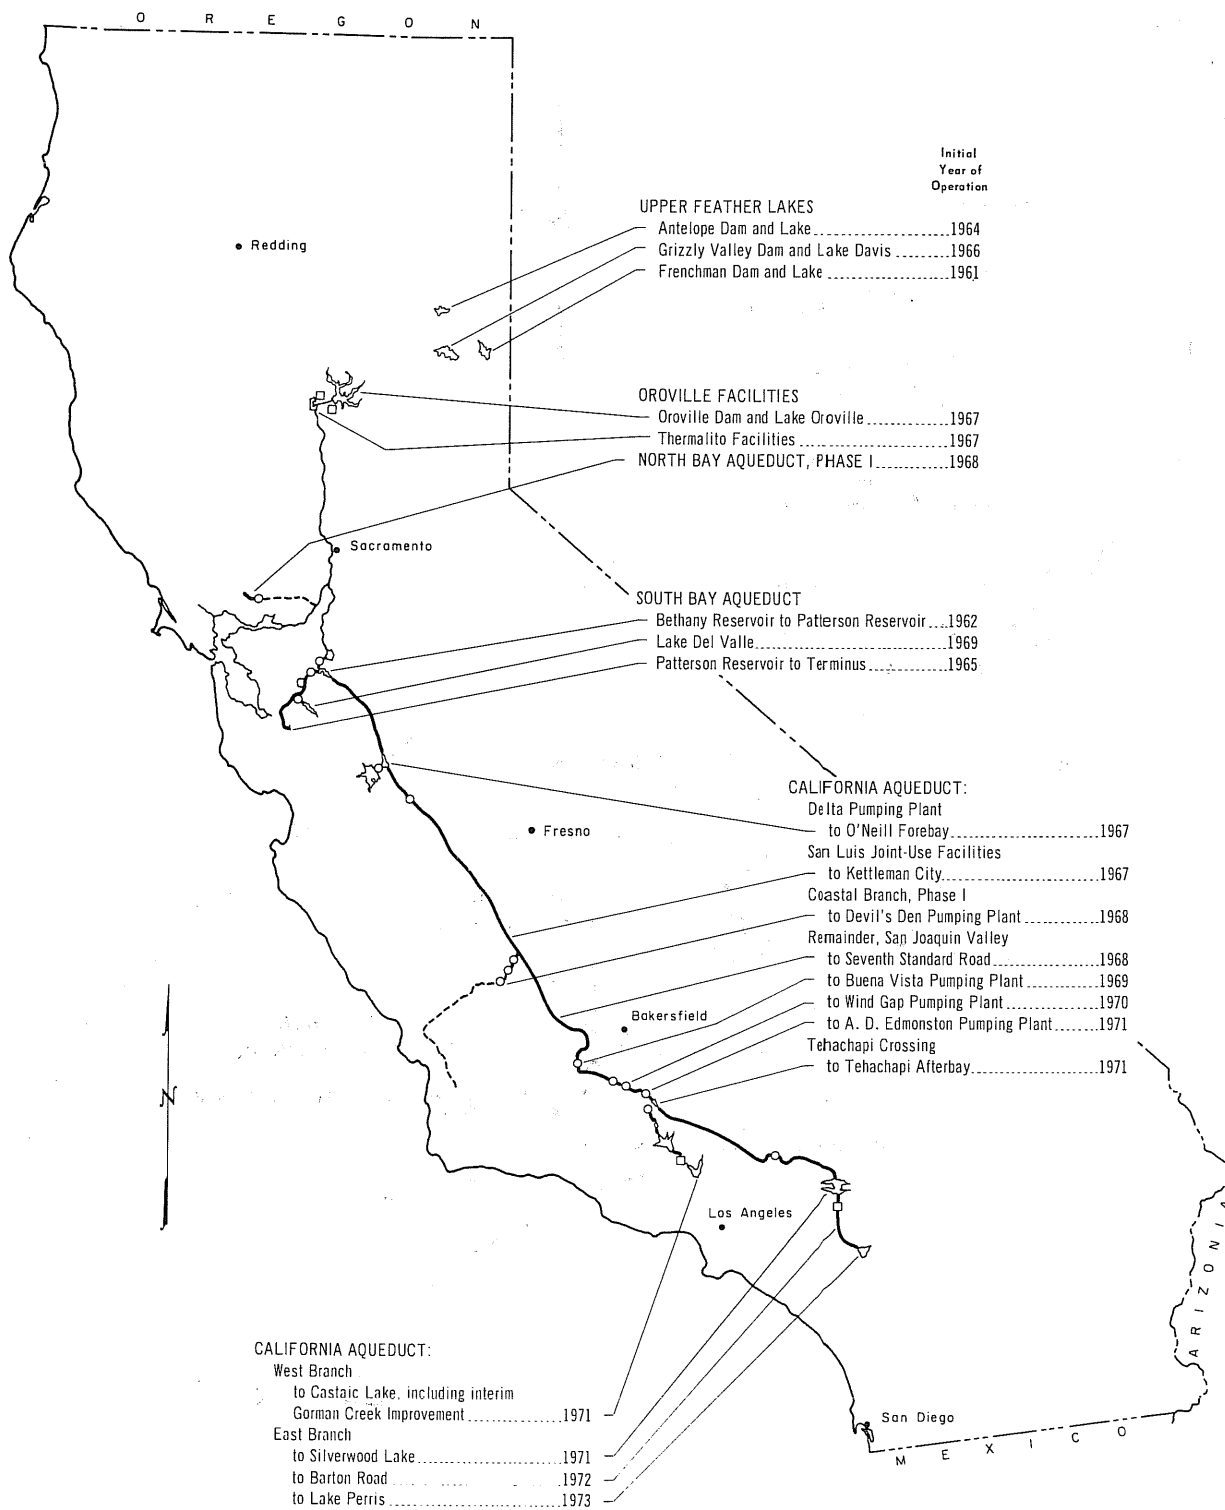 O R E G O N
Initial
Year of
Operation
UPPER FEATHER LAKES
Antelope Dam and Lake 1964
Grizzly Valley Dam and Lake Davis 1966
Frenchman Dam and Lake 1961
Redding
OROVILLE FACILITIES
Oroville Dam and Lake Oroville 1967
Thermalito Facilities 1967
NORTH BAY AQUEDUCT, PHASE I 1968
Sacramento
SOUTH BAY AQUEDUCT
Bethany Reservoir to Patterson Reservoir 1962
Lake Del Valle 1969
Patterson Reservoir to Terminus 1965
CALIFORNIA AQUEDUCT:
Delta Pumping Plant
to O'Neill Forebay 1967
San Luis Joint-Use Facilities
to Kettleman City 1967
Coastal Branch, Phase I
to Devil's Den Pumping Plant 1968
Remainder, San Joaquin Valley
to Seventh Standard Road 1968
to Buena Vista Pumping Plant 1969
to Wind Gap Pumping Plant 1970
to A. D. Edmonston Pumping Plant 1971
Tehachapi Crossing
to Tehachapi Afterbay 1971
Fresno
Bakersfield
N
Los Angeles
ARIZONIA
CALIFORNIA AQUEDUCT:
West Branch
to Castaic Lake, including interim
Gorman Creek Improvement 1971
East Branch
to Silverwood Lake 1971
to Barton Road 1972
to Lake Perris 1973
San Diego
M E X I C O